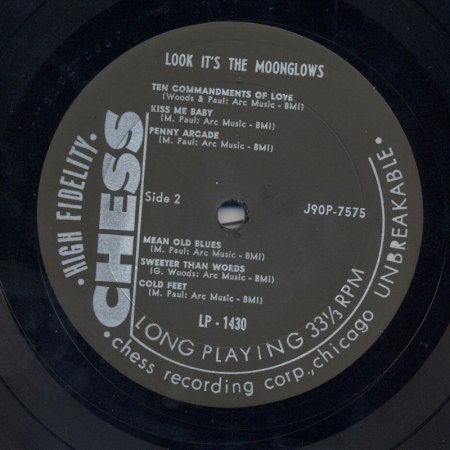 LOOK IT'S THE MOONGLOWS
TEN COMMANDMENTS OF LOVE
(Woods & Paul: Arc Music - BMI)
KISS ME BABY
(M. Paul: Arc Music - BMI)
PENNY ARCADE
(M. Paul: Arc Music - BMI)
Side 2
J90P-7575
MEAN OLD BLUES
(M. Paul: Arc Music - BMI)
SWEETER THAN WORDS
(G. Woods: Arc Music - BMI)
COLD FEET
(M. Paul: Arc Music - BMI)
LP - 1430
• HIGH FIDELITY •
CHESS
LONG PLAYING 33⅓ RPM
UNBREAKABLE •
• chess recording corp., chicago